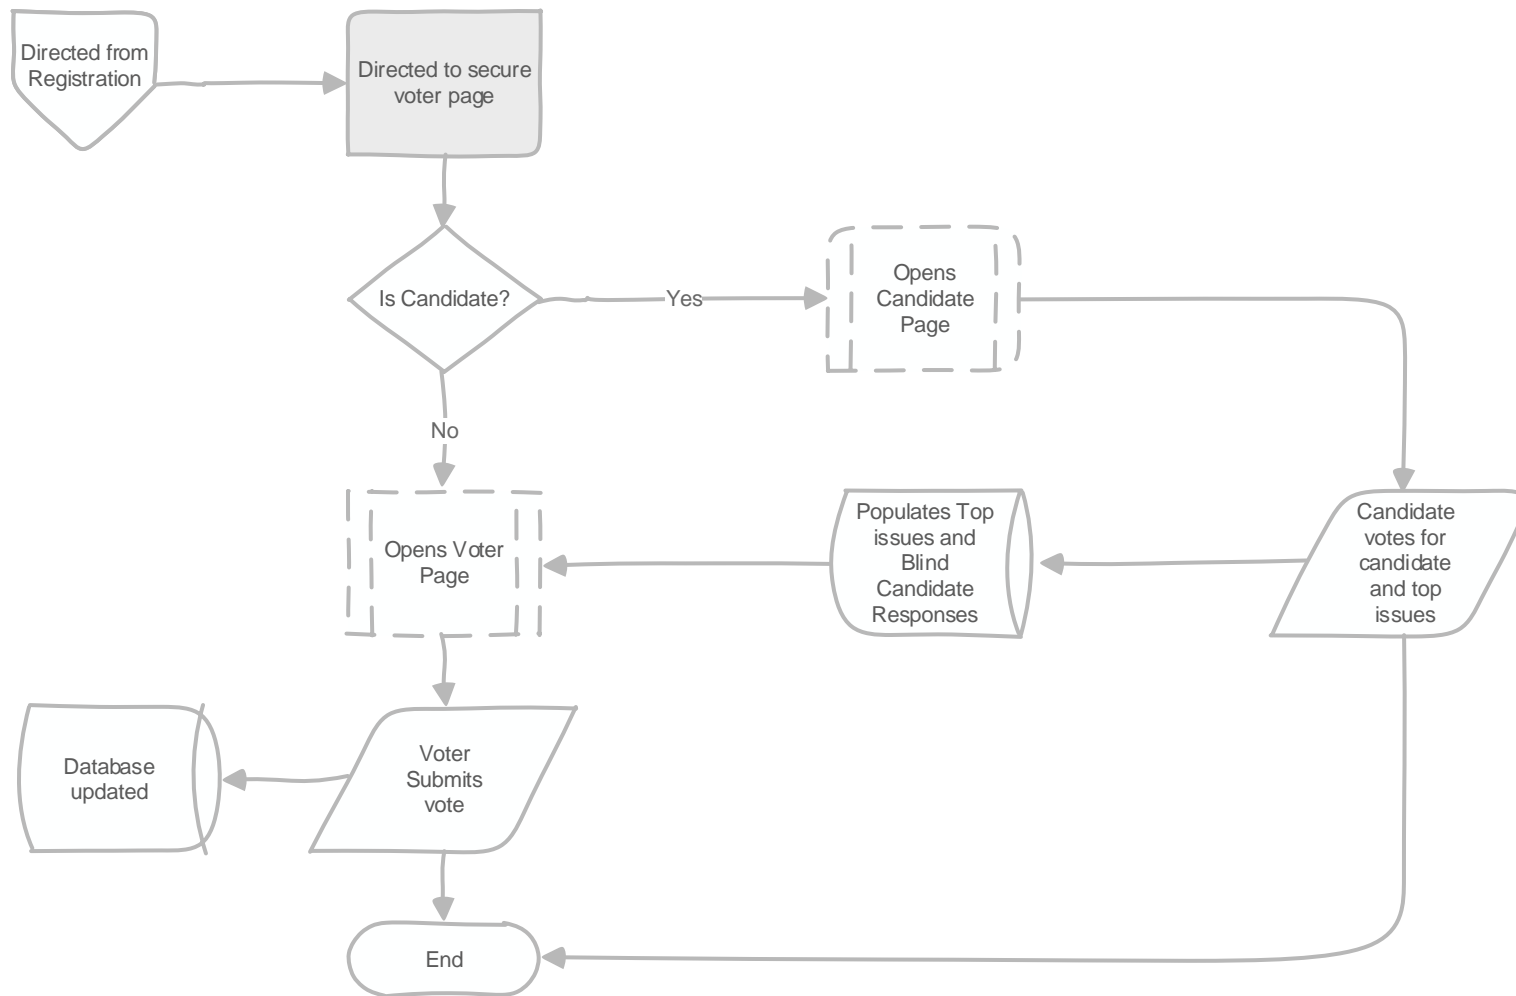 Directed from
Registration
Directed to secure
voter page
Is Candidate?
Yes
Opens
Candidate
Page
No
Opens Voter
Page
Populates Top
issues and
Blind
Candidate
Responses
Candidate
votes for
candidate
and top
issues
Database
updated
Voter
Submits
vote
End